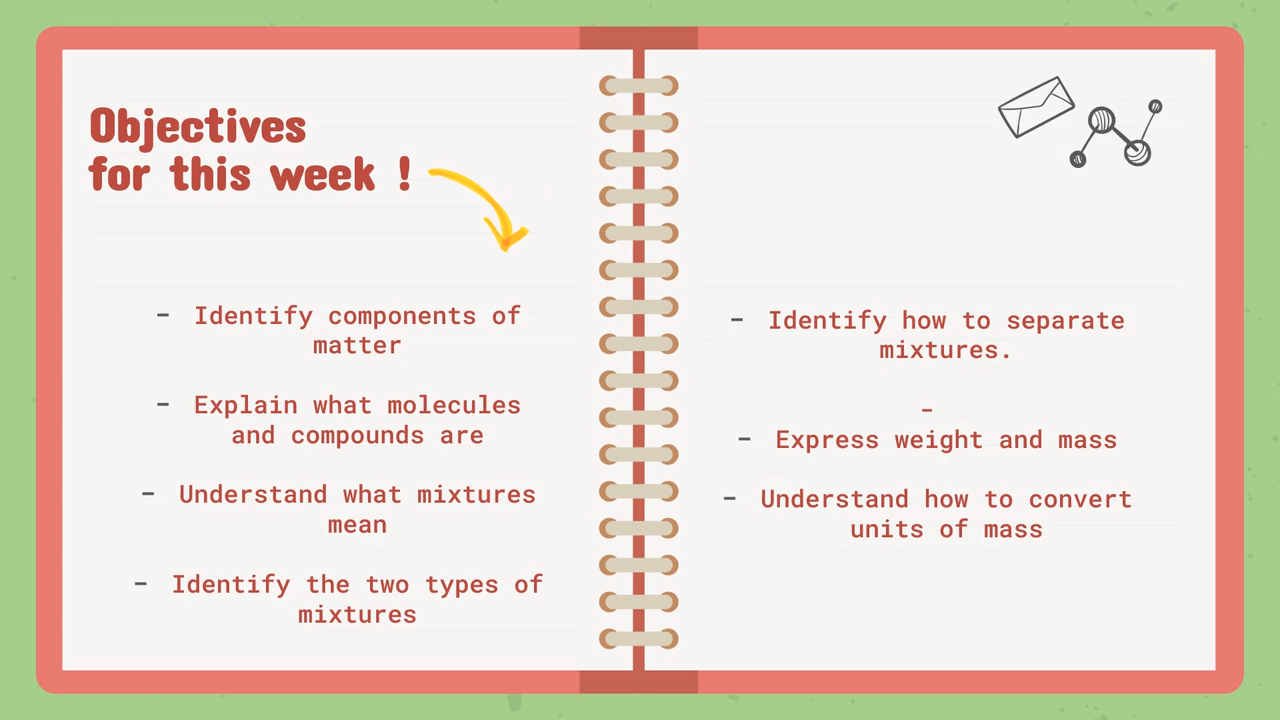 Objectives
for this week !
- Identify components of
matter
- Explain what molecules
and compounds are
- Understand what mixtures
mean
- Identify the two types of
mixtures
- Identify how to separate
mixtures.
-
- Express weight and mass
- Understand how to convert
units of mass